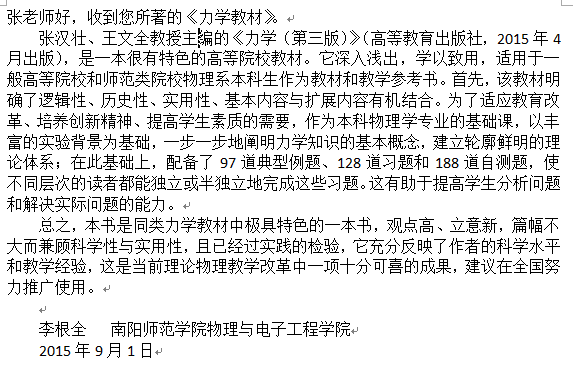 张老师好，收到您所著的《力学教材》。
张汉壮、王文全教授主编的《力学（第三版）》（高等教育出版社，2015 年 4
月出版），是一本很有特色的高等院校教材。它深入浅出，学以致用，适用于一
般高等院校和师范类院校物理系本科生作为教材和教学参考书。首先，该教材明
确了逻辑性、历史性、实用性、基本内容与扩展内容有机结合。为了适应教育改
革、培养创新精神、提高学生素质的需要，作为本科物理学专业的基础课，以丰
富的实验背景为基础，一步一步地阐明力学知识的基本概念，建立轮廓鲜明的理
论体系；在此基础上，配备了 97 道典型例题、128 道习题和 188 道自测题，使
不同层次的读者都能独立或半独立地完成这些习题。这有助于提高学生分析问题
和解决实际问题的能力。
总之，本书是同类力学教材中极具特色的一本书，观点高、立意新，篇幅不
大而兼顾科学性与实用性，且已经过实践的检验，它充分反映了作者的科学水平
和教学经验，这是当前理论物理教学改革中一项十分可喜的成果，建议在全国努
力推广使用。
李根全 南阳师范学院物理与电子工程学院
2015 年 9 月 1 日